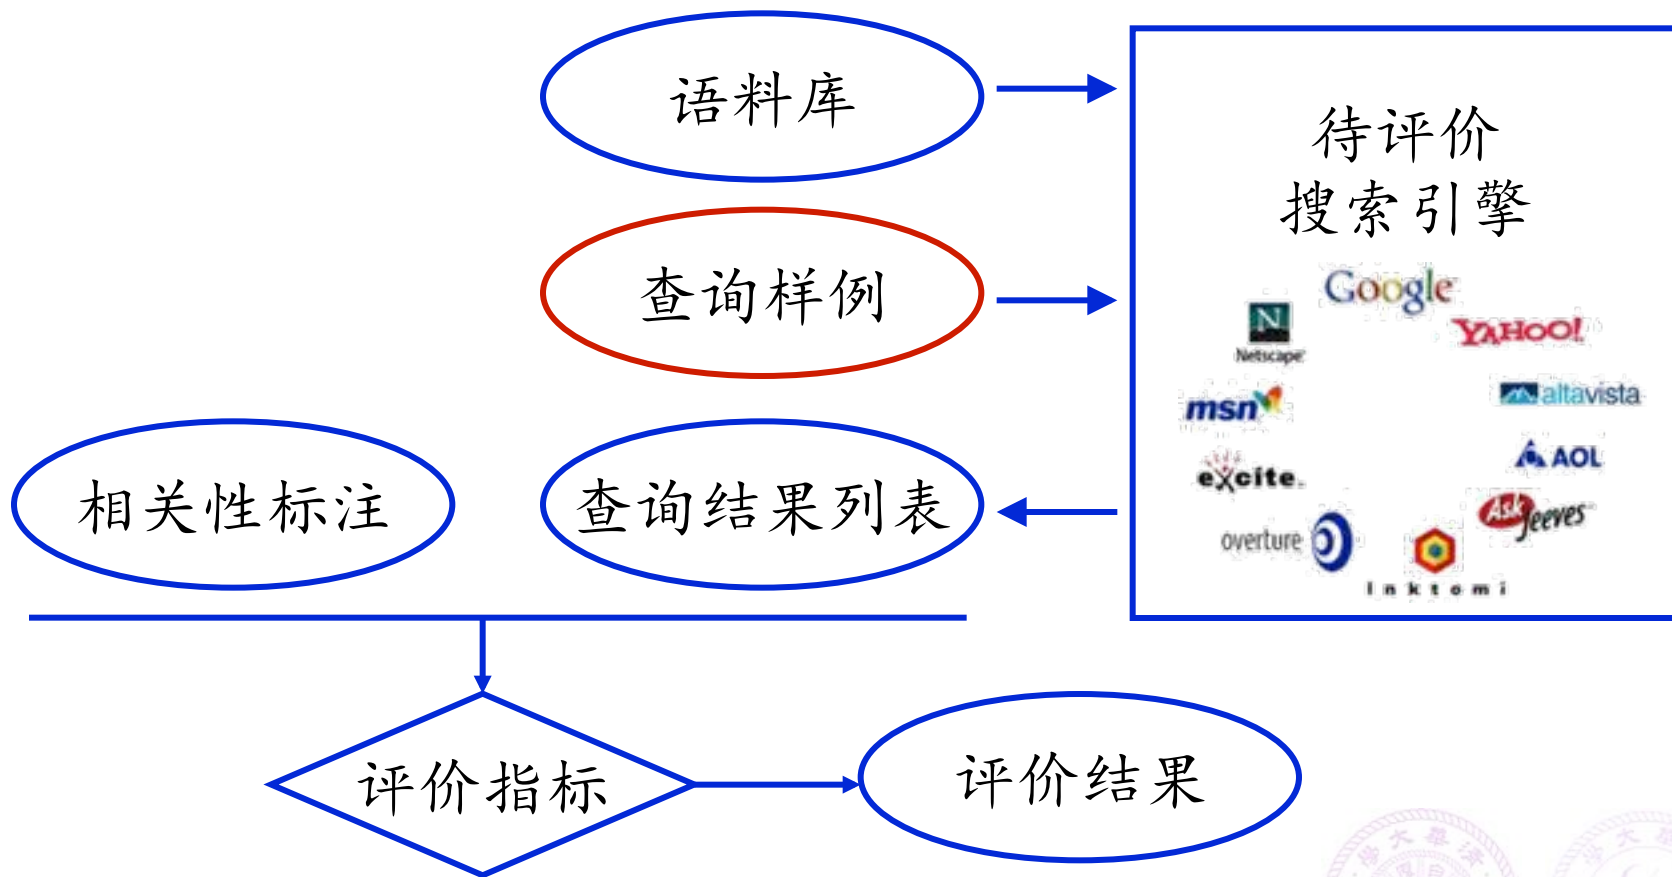 语料库
待评价
搜索引擎
查询样例
Google
Netscape
YAHOO!
msn
altavista
excite
AOL
相关性标注
查询结果列表
Ask Jeeves
overture
Inktomi
评价指标
评价结果